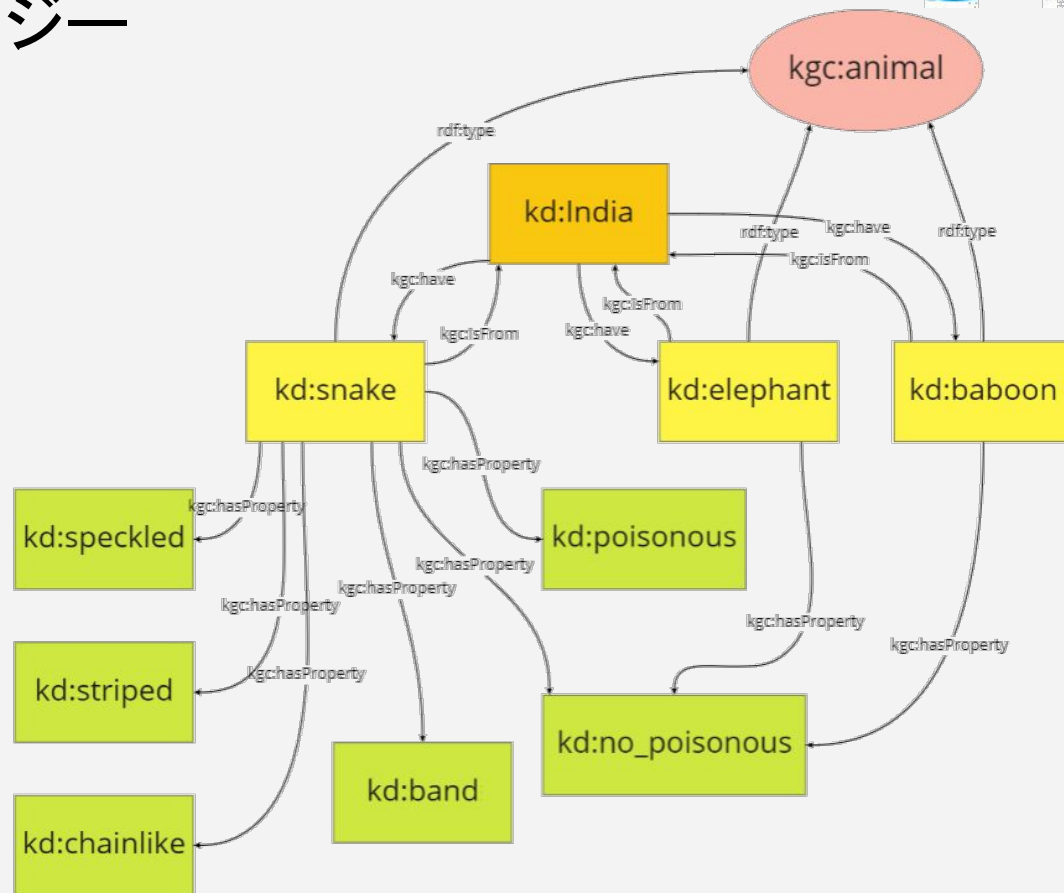 ジー
kgc:animal
rdf:type
kd:India
rdf:type
kgc:have
rdf:type
kgc:isFrom
kgc:have
kgc:isFrom
kgc:have
kgc:isFrom
kd:snake
kd:elephant
kd:baboon
kgc:hasProperty
kgc:hasProperty
kd:speckled
kd:poisonous
kgc:hasProperty
kgc:hasProperty
kgc:hasProperty
kgc:hasProperty
kgc:hasProperty
kgc:hasProperty
kd:striped
kd:no_poisonous
kd:band
kd:chainlike